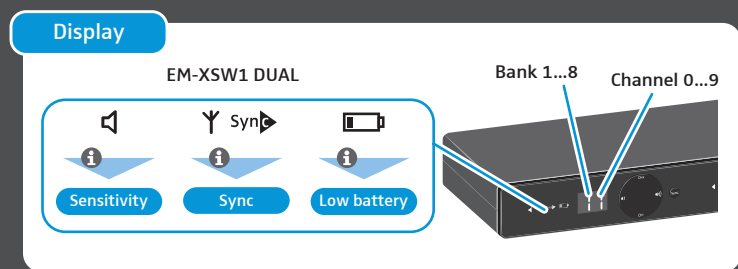 Display
EM-XSW1 DUAL
Bank 1...8
Channel 0...9
Sync
Sensitivity
Sync
Low battery